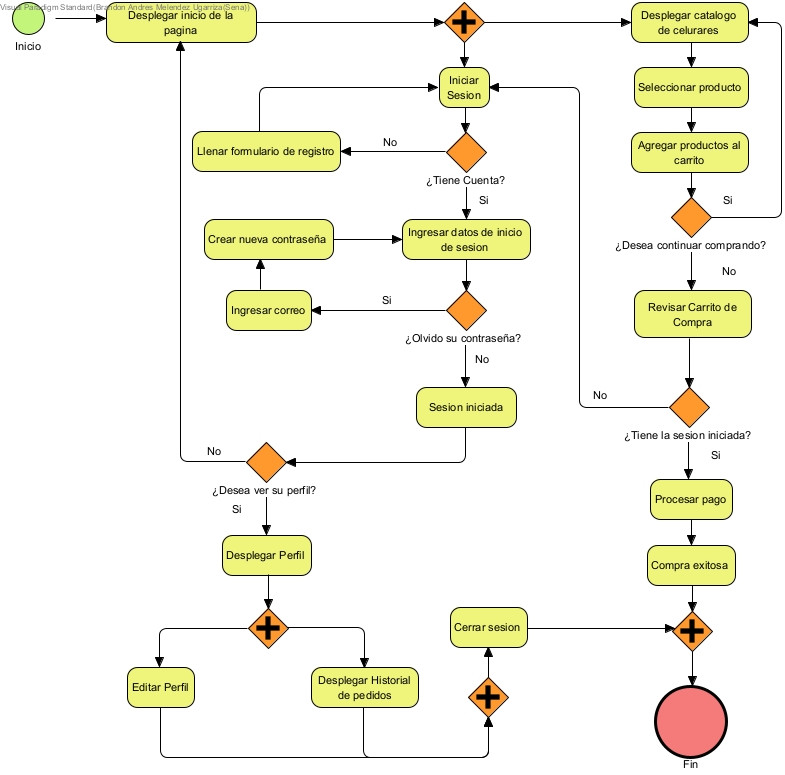 Visual Paradigm Standard(Brandon Andres Melendez Ugarriza(Sena))
Inicio
Desplegar inicio de la
pagina
Desplegar catalogo
de celurares
Iniciar
Sesion
Seleccionar producto
Llenar formulario de registro
No
¿Tiene Cuenta?
Si
Agregar productos al
carrito
Si
¿Desea continuar comprando?
No
Crear nueva contraseña
Ingresar datos de inicio
de sesion
Ingresar correo
Si
¿Olvido su contraseña?
No
Revisar Carrito de
Compra
Sesion iniciada
No
¿Tiene la sesion iniciada?
Si
No
¿Desea ver su perfil?
Si
Procesar pago
Desplegar Perfil
Compra exitosa
Cerrar sesion
Editar Perfil
Desplegar Historial
de pedidos
Fin